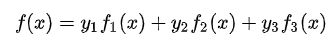 f(x) = y₁f₁(x) + y₂f₂(x) + y₃f₃(x)